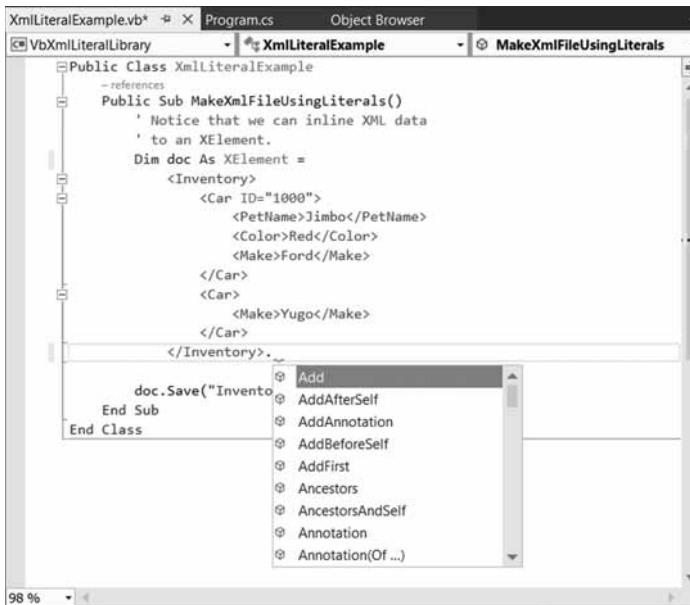 XmlLiteralExample.vb* Program.cs Object Browser
VbXmlLiteralLibrary XmlLiteralExample MakeXmlFileUsingLiterals
Public Class XmlLiteralExample
– references
Public Sub MakeXmlFileUsingLiterals()
' Notice that we can inline XML data
' to an XElement.
Dim doc As XElement =
<Inventory>
<Car ID="1000">
<PetName>Jimbo</PetName>
<Color>Red</Color>
<Make>Ford</Make>
</Car>
<Car>
<Make>Yugo</Make>
</Car>
</Inventory>.
Add
doc.Save("Invento
AddAfterSelf
End Sub
AddAnnotation
End Class
AddBeforeSelf
AddFirst
Ancestors
AncestorsAndSelf
Annotation
Annotation(Of ...)
98 %